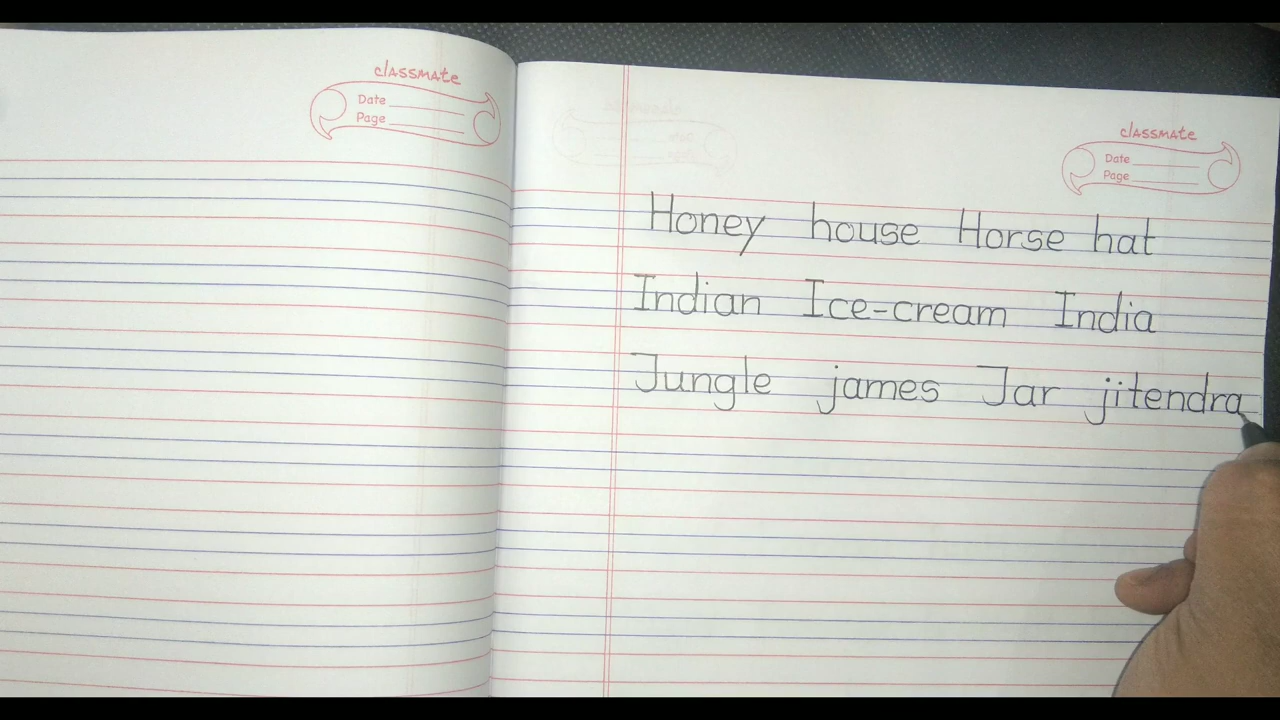 classmate
Date
Page
classmate
Date
Page
Honey house Horse hat
Indian Ice-cream India
Jungle james Jar jitendra